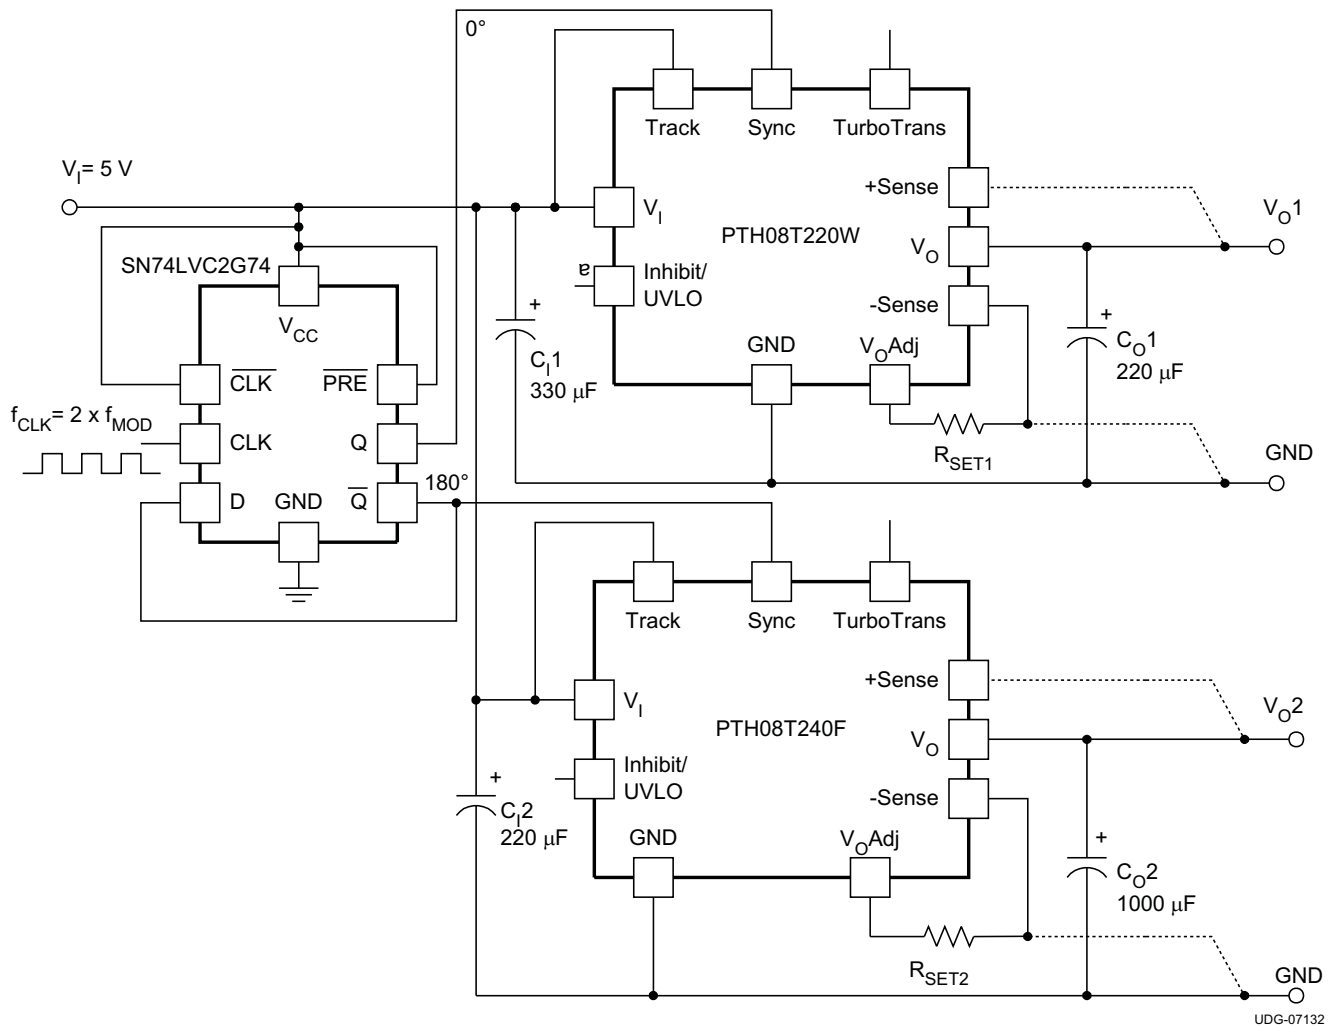 0°
Track
Sync
TurboTrans
V_I= 5 V
+Sense
V_O1
V_I
PTH08T220W
V_O
SN74LVC2G74
Inhibit/
UVLO
-Sense
V_CC
+
C_I1
330 μF
GND
V_OAdj
+
C_O1
220 μF
C̅L̅K̅
P̅R̅E̅
f_CLK= 2 x f_MOD
CLK
Q
R_SET1
GND
D
GND
Q̅
180°
Track
Sync
TurboTrans
+Sense
V_O2
V_I
PTH08T240F
V_O
Inhibit/
UVLO
-Sense
+
C_I2
220 μF
GND
V_OAdj
+
C_O2
1000 μF
R_SET2
GND
UDG-07132